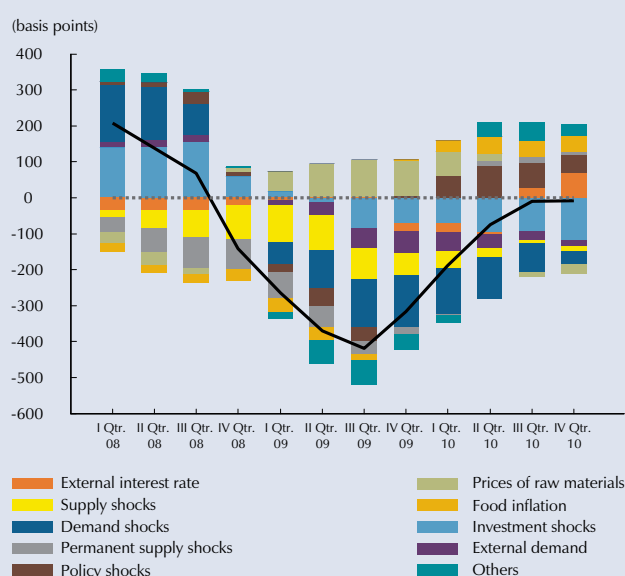 (basis points)
400
300
200
100
0
-100
-200
-300
-400
-500
-600
I Qtr. II Qtr. III Qtr. IV Qtr. I Qtr. II Qtr. III Qtr. IV Qtr. I Qtr. II Qtr. III Qtr. IV Qtr.
08 08 08 08 09 09 09 09 10 10 10 10
External interest rate
Supply shocks
Demand shocks
Permanent supply shocks
Policy shocks
Prices of raw materials
Food inflation
Investment shocks
External demand
Others